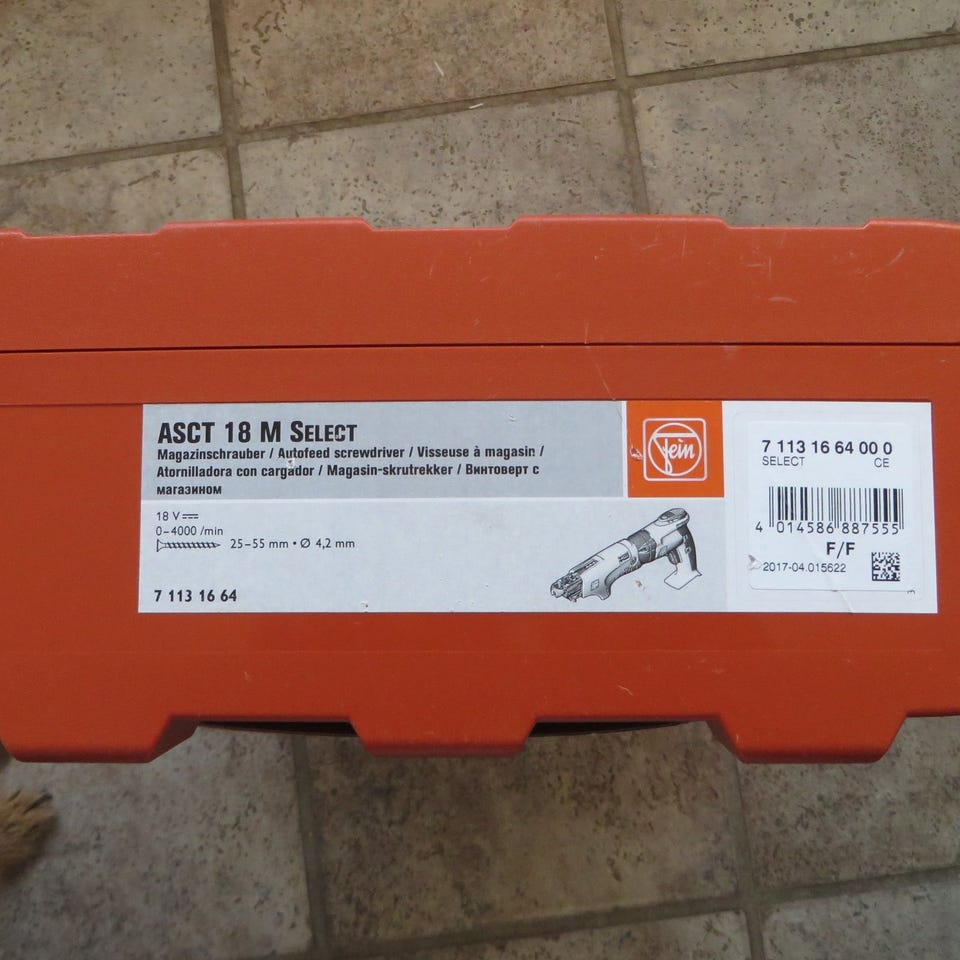 ASCT 18 M SELECT
Magazinschrauber / Autofeed screwdriver / Visseuse à magasin /
Atornilladora con cargador / Magasin-skrutrekker / Винтоверт с
магазином
18 V
0–4000 /min
25–55 mm • Ø 4,2 mm
7 113 16 64
Fein
7 113 16 64 00 0
SELECT CE
4 014586 887555
F/F
2017-04.015622